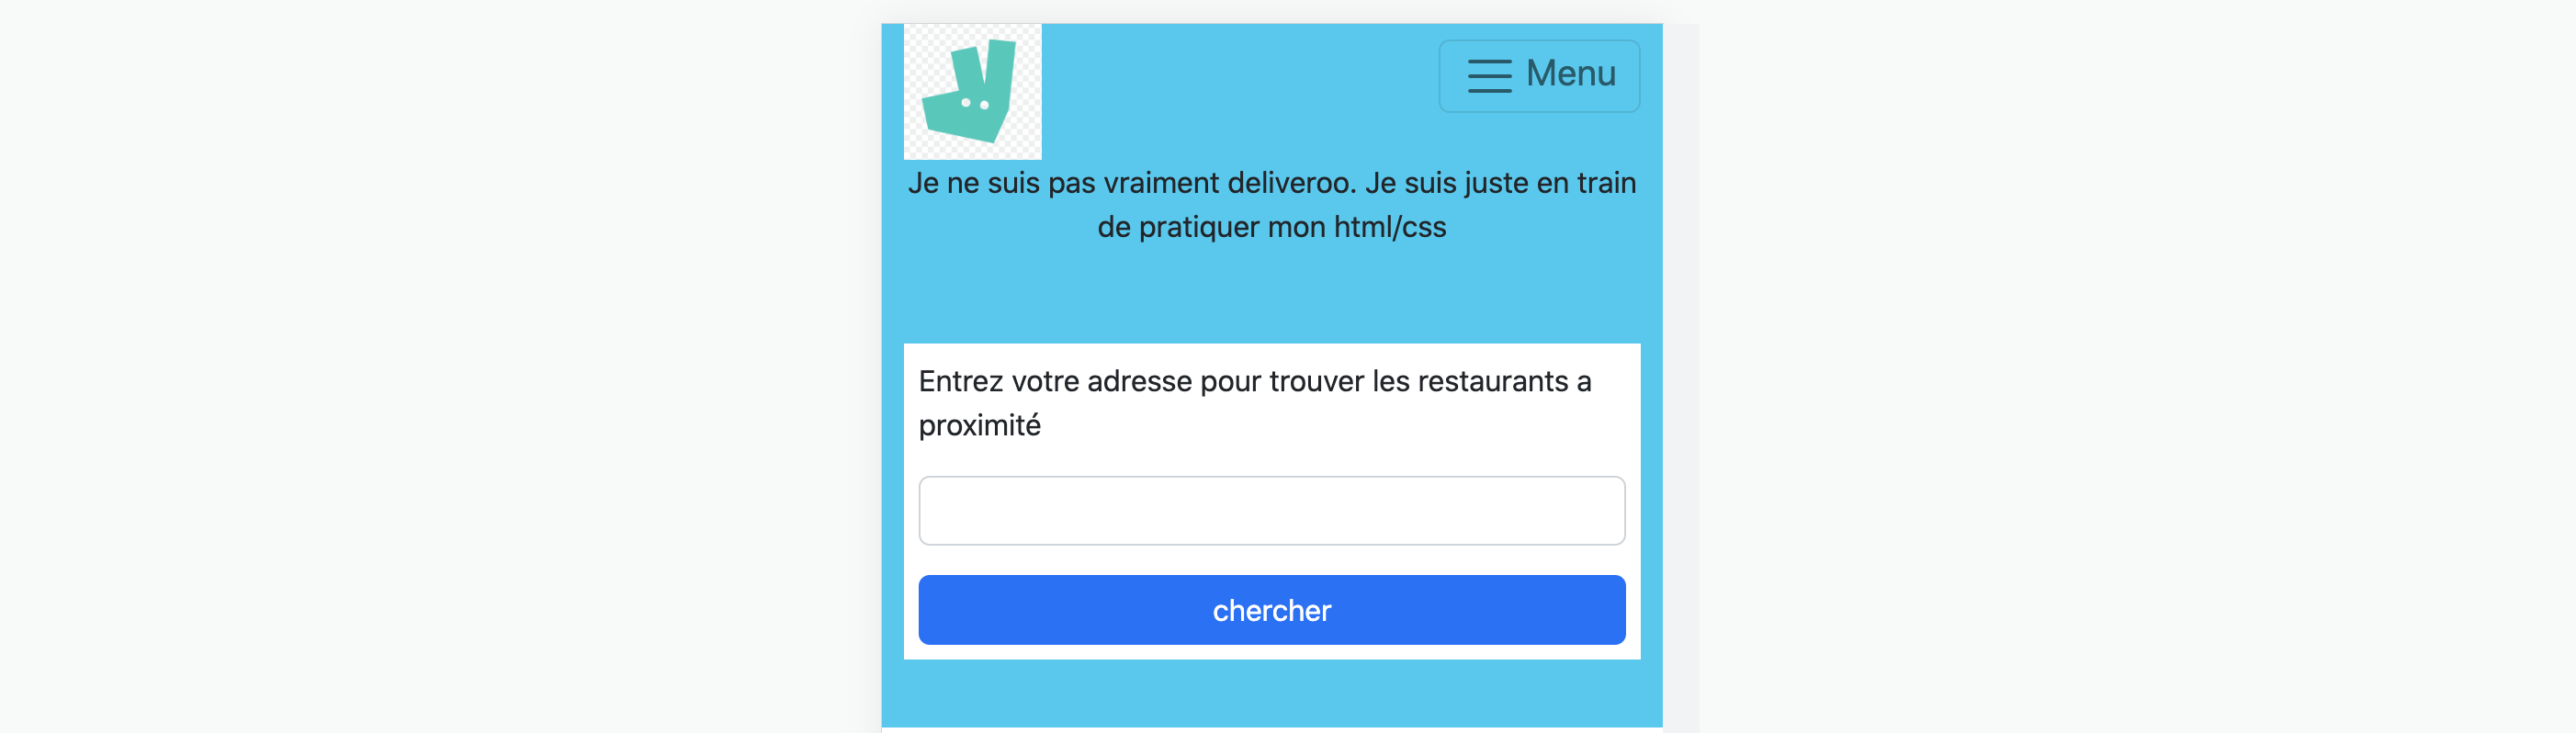 Menu
Je ne suis pas vraiment deliveroo. Je suis juste en train
de pratiquer mon html/css
Entrez votre adresse pour trouver les restaurants a
proximité
chercher